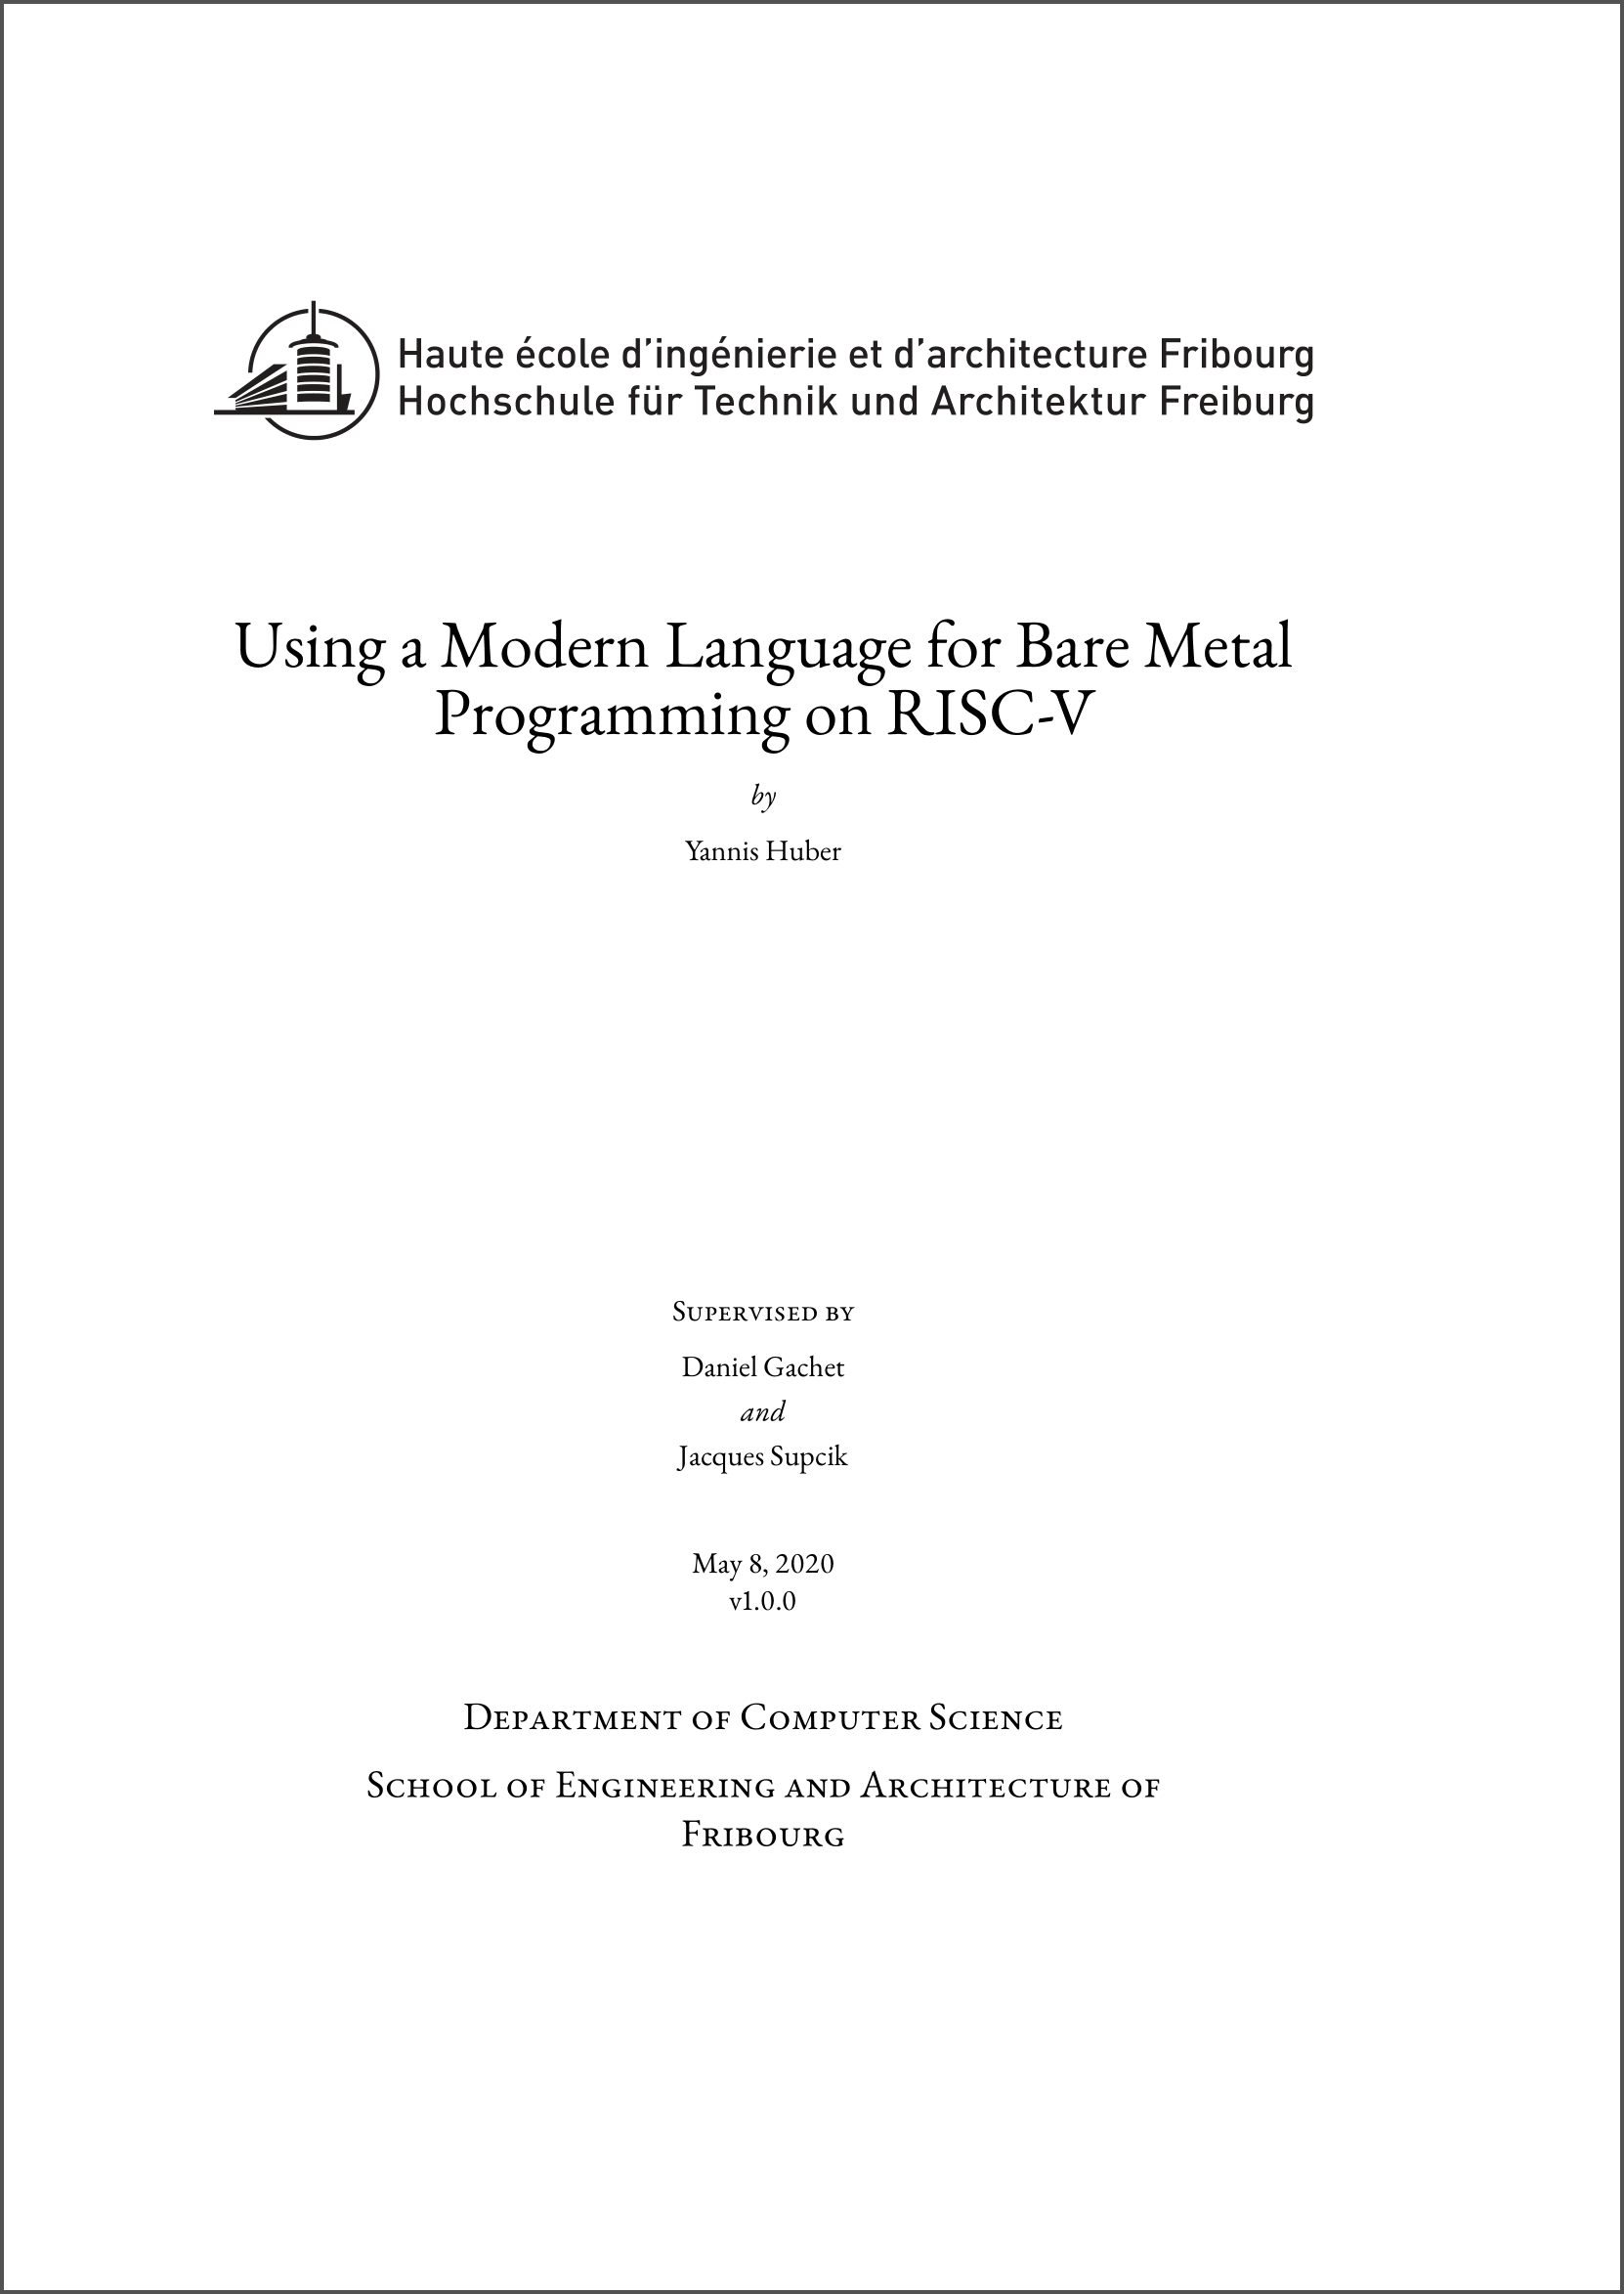 Haute école d'ingénierie et d'architecture Fribourg
Hochschule für Technik und Architektur Freiburg
Using a Modern Language for Bare Metal
Programming on RISC-V
by
Yannis Huber
Supervised by
Daniel Gachet
and
Jacques Supcik
May 8, 2020
v1.0.0
Department of Computer Science
School of Engineering and Architecture of
Fribourg